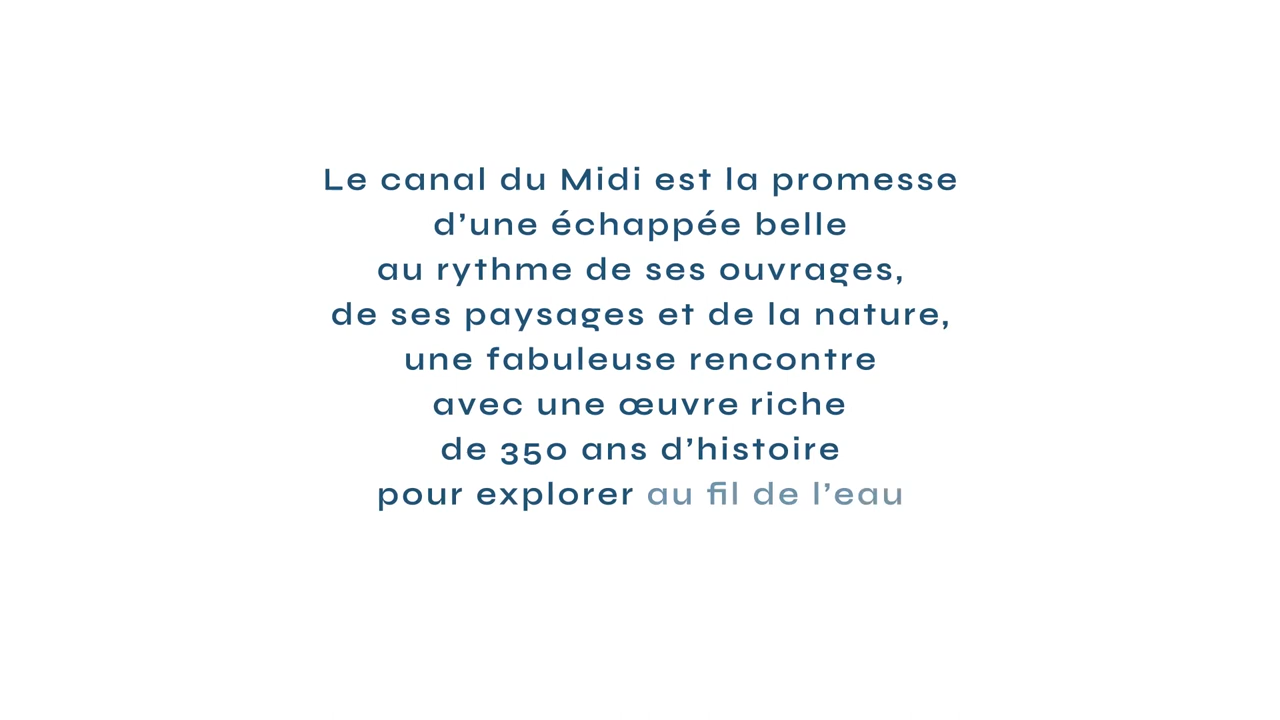 Le canal du Midi est la promesse
d’une échappée belle
au rythme de ses ouvrages,
de ses paysages et de la nature,
une fabuleuse rencontre
avec une œuvre riche
de 350 ans d’histoire
pour explorer au fil de l’eau